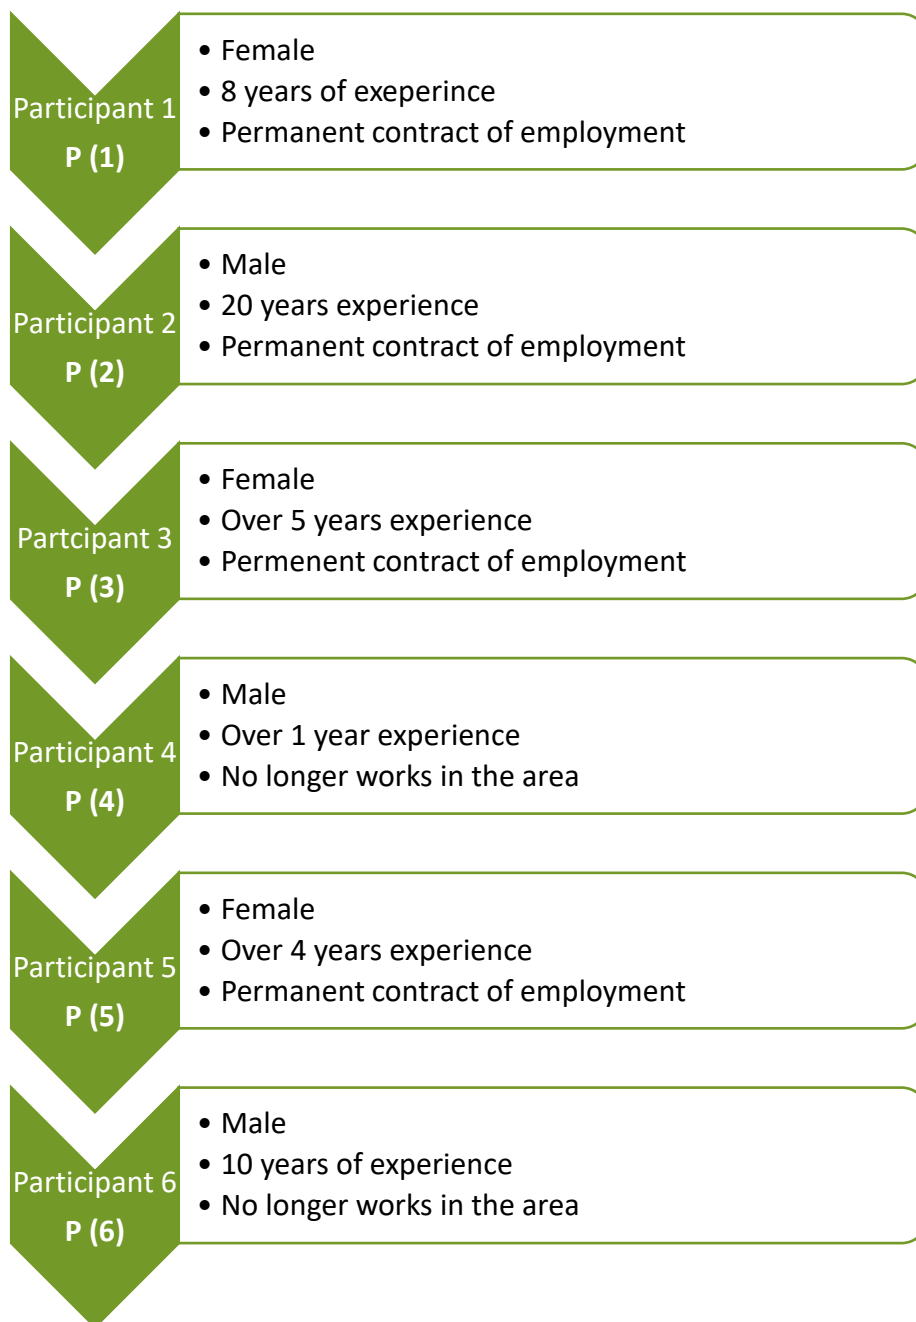 Participant 1
P (1)
• Female
• 8 years of exeperince
• Permanent contract of employment
Participant 2
P (2)
• Male
• 20 years experience
• Permanent contract of employment
Partcipant 3
P (3)
• Female
• Over 5 years experience
• Permenent contract of employment
Participant 4
P (4)
• Male
• Over 1 year experience
• No longer works in the area
Participant 5
P (5)
• Female
• Over 4 years experience
• Permanent contract of employment
Participant 6
P (6)
• Male
• 10 years of experience
• No longer works in the area